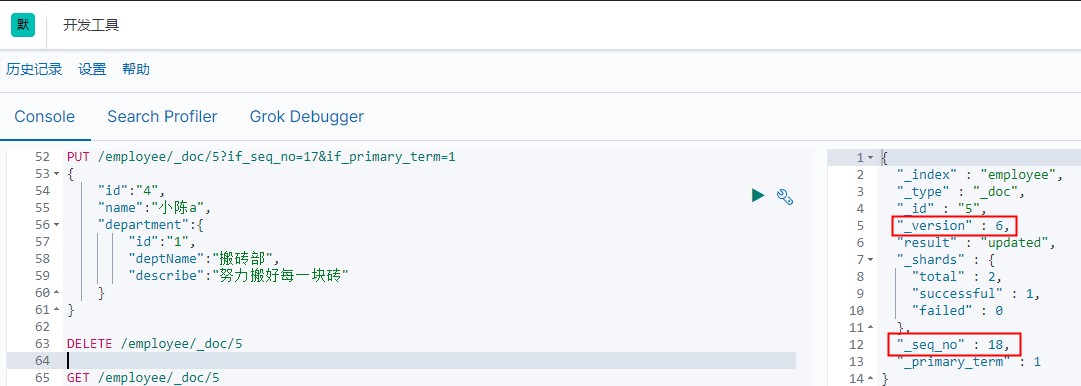 默 开发工具
历史记录 设置 帮助
Console Search Profiler Grok Debugger
52 PUT /employee/_doc/5?if_seq_no=17&if_primary_term=1
53 {
54 "id":"4",
55 "name":"小陈a",
56 "department":{
57 "id":"1",
58 "deptName":"搬砖部",
59 "describe":"努力搬好每一块砖"
60 }
61 }
62
63 DELETE /employee/_doc/5
64
65 GET /employee/_doc/5
1 {
2 "_index" : "employee",
3 "_type" : "_doc",
4 "_id" : "5",
5 "_version" : 6,
6 "result" : "updated",
7 "_shards" : {
8 "total" : 2,
9 "successful" : 1,
10 "failed" : 0
11 },
12 "_seq_no" : 18,
13 "_primary_term" : 1
14 }